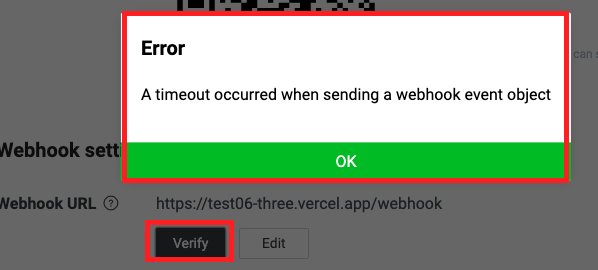 Error
can s
A timeout occurred when sending a webhook event object
Webhook setti
OK
Webhook URL ? https://test06-three.vercel.app/webhook
Verify Edit